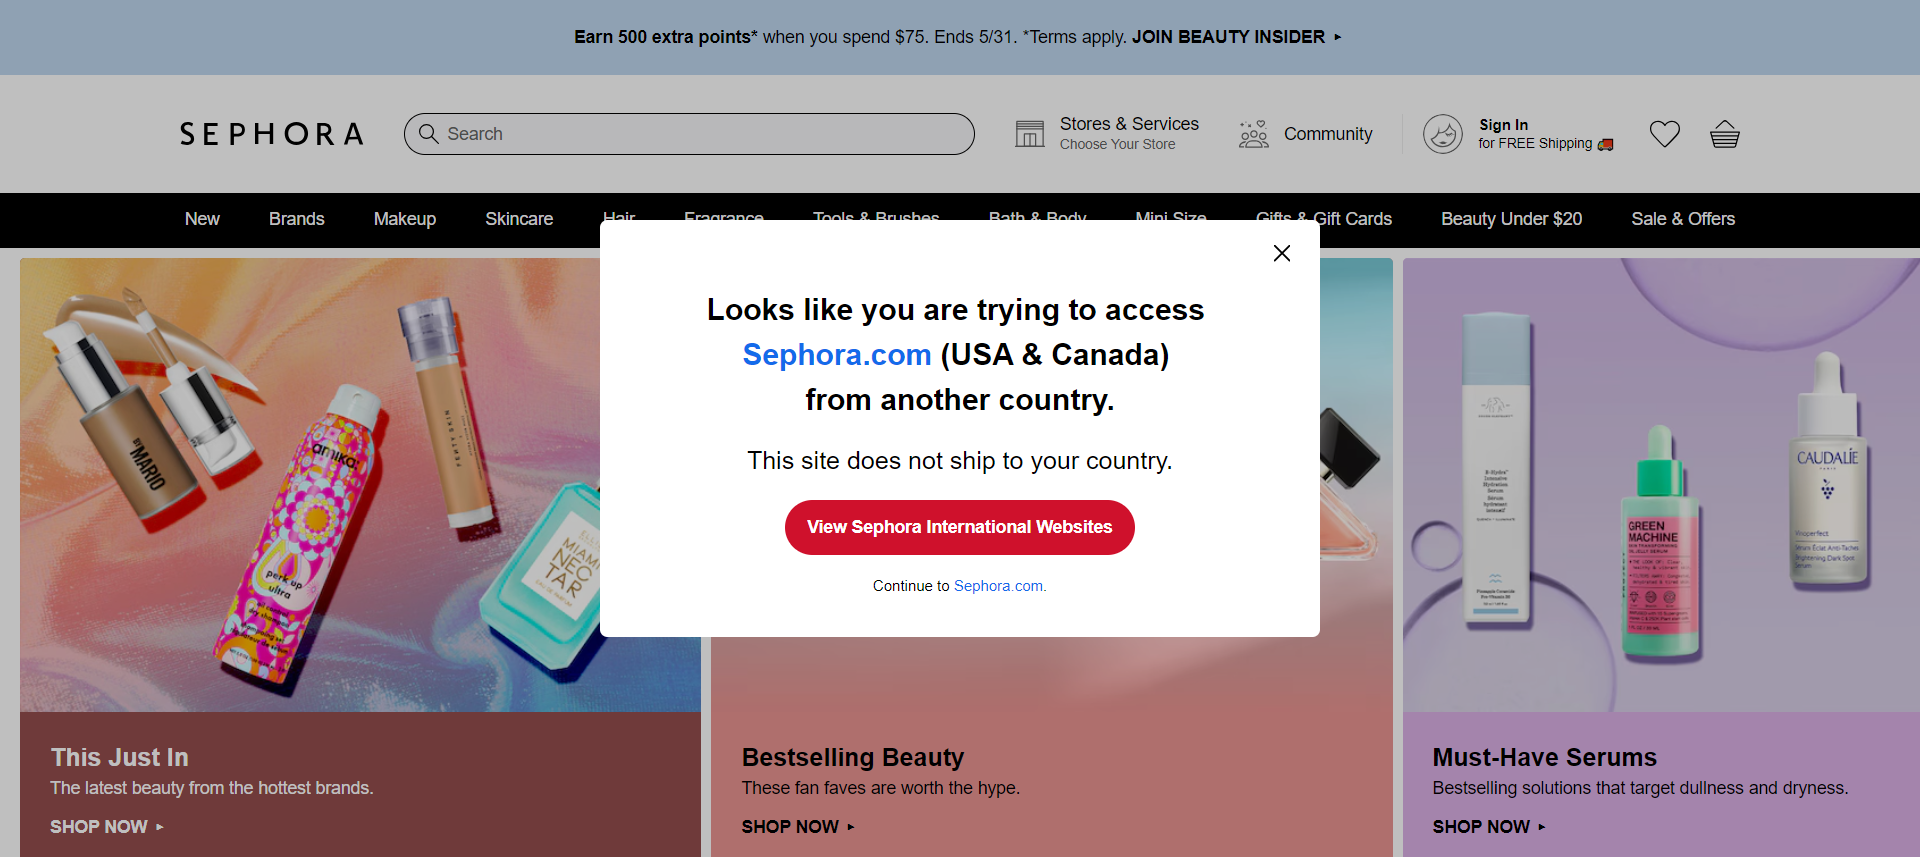 Earn 500 extra points* when you spend $75. Ends 5/31. *Terms apply. JOIN BEAUTY INSIDER ▸
SEPHORA
Search
Stores & Services
Choose Your Store
Community
Sign In
for FREE Shipping
New Brands Makeup Skincare Hair Fragrance Tools & Brushes Bath & Body Mini Size Gifts & Gift Cards Beauty Under $20 Sale & Offers
Looks like you are trying to access
Sephora.com (USA & Canada)
from another country.
This site does not ship to your country.
View Sephora International Websites
Continue to Sephora.com.
MARIO
amika:
perk up
ultra
FENTY SKIN
MIAMI
NEC
TAR
GREEN
MACHINE
CAUDALIE
PARIS
Vinoperfect
This Just In
The latest beauty from the hottest brands.
SHOP NOW ▸
Bestselling Beauty
These fan faves are worth the hype.
SHOP NOW ▸
Must-Have Serums
Bestselling solutions that target dullness and dryness.
SHOP NOW ▸